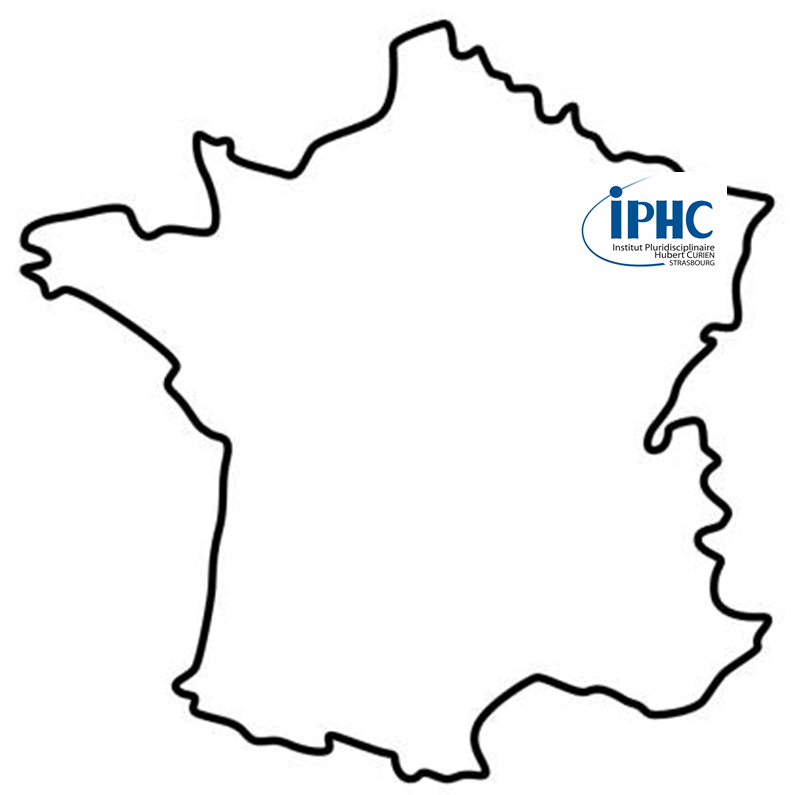 iPHC
Institut Pluridisciplinaire
Hubert CURIEN
STRASBOURG